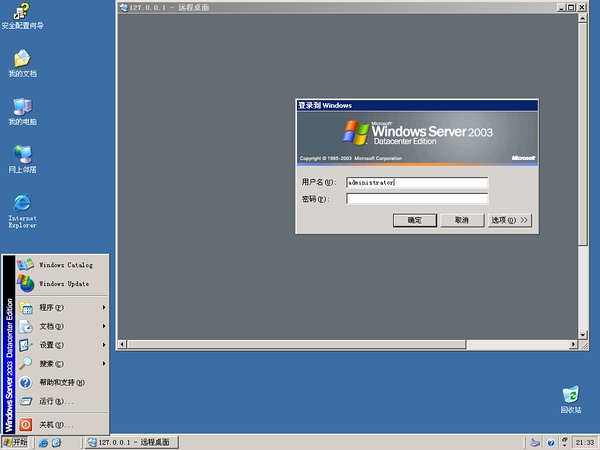 安全配置向导
我的文档
我的电脑
网上邻居
Internet
Explorer
127.0.0.1 - 远程桌面
登录到 Windows
Microsoft
Windows Server 2003
Datacenter Edition
Copyright © 1985-2003 Microsoft Corporation
Microsoft
用户名(U):
administrator
密码(P):
确定
取消
选项(O) >>
Windows Server 2003 Datacenter Edition
Windows Catalog
Windows Update
程序(P)
文档(D)
设置(S)
搜索(C)
帮助和支持(H)
运行(R)...
关机(U)...
回收站
开始
127.0.0.1 - 远程桌面
21:33